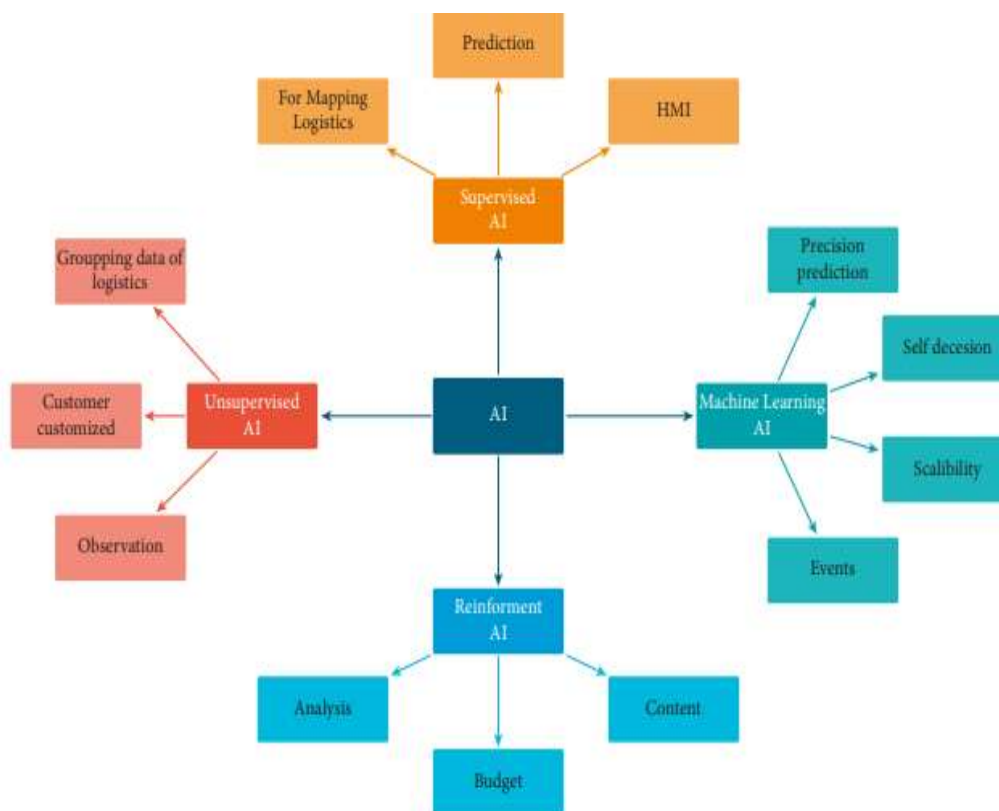 Prediction
For Mapping
Logistics
HMI
Supervised
AI
Groupping data of
logistics
Precision
prediction
Self decesion
Customer
customized
Unsupervised
AI
AI
Machine Learning
AI
Scalibility
Observation
Events
Reinforment
AI
Analysis
Content
Budget